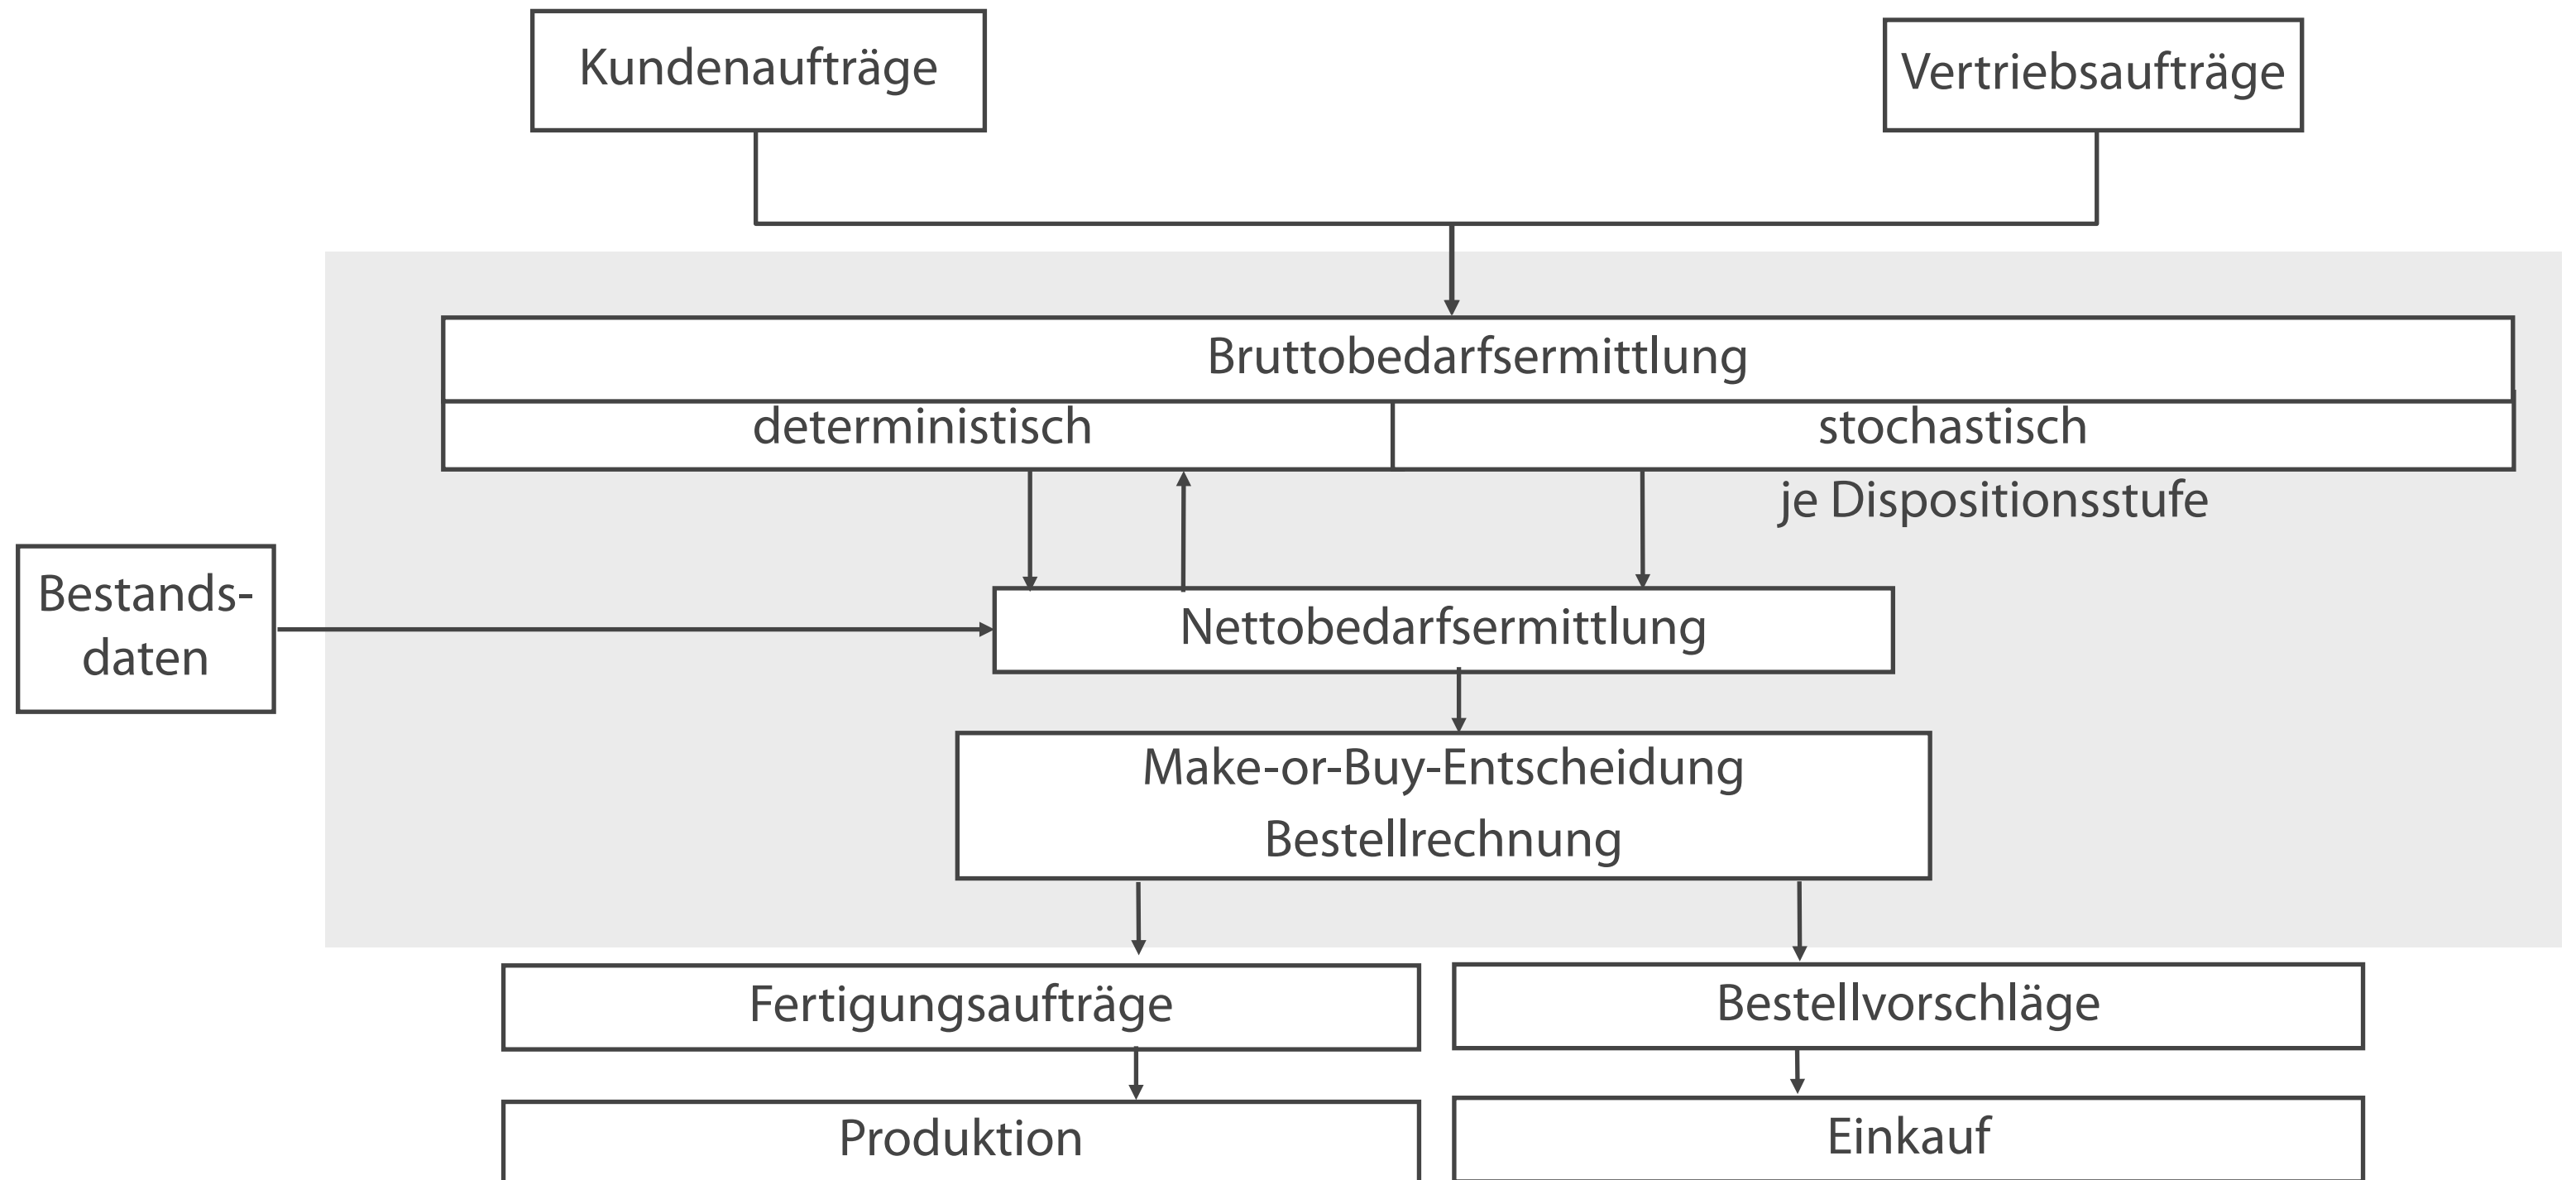 Kundenaufträge
Vertriebsaufträge
Bruttobedarfsermittlung
deterministisch
stochastisch
je Dispositionsstufe
Bestands-
daten
Nettobedarfsermittlung
Make-or-Buy-Entscheidung
Bestellrechnung
Fertigungsaufträge
Bestellvorschläge
Produktion
Einkauf